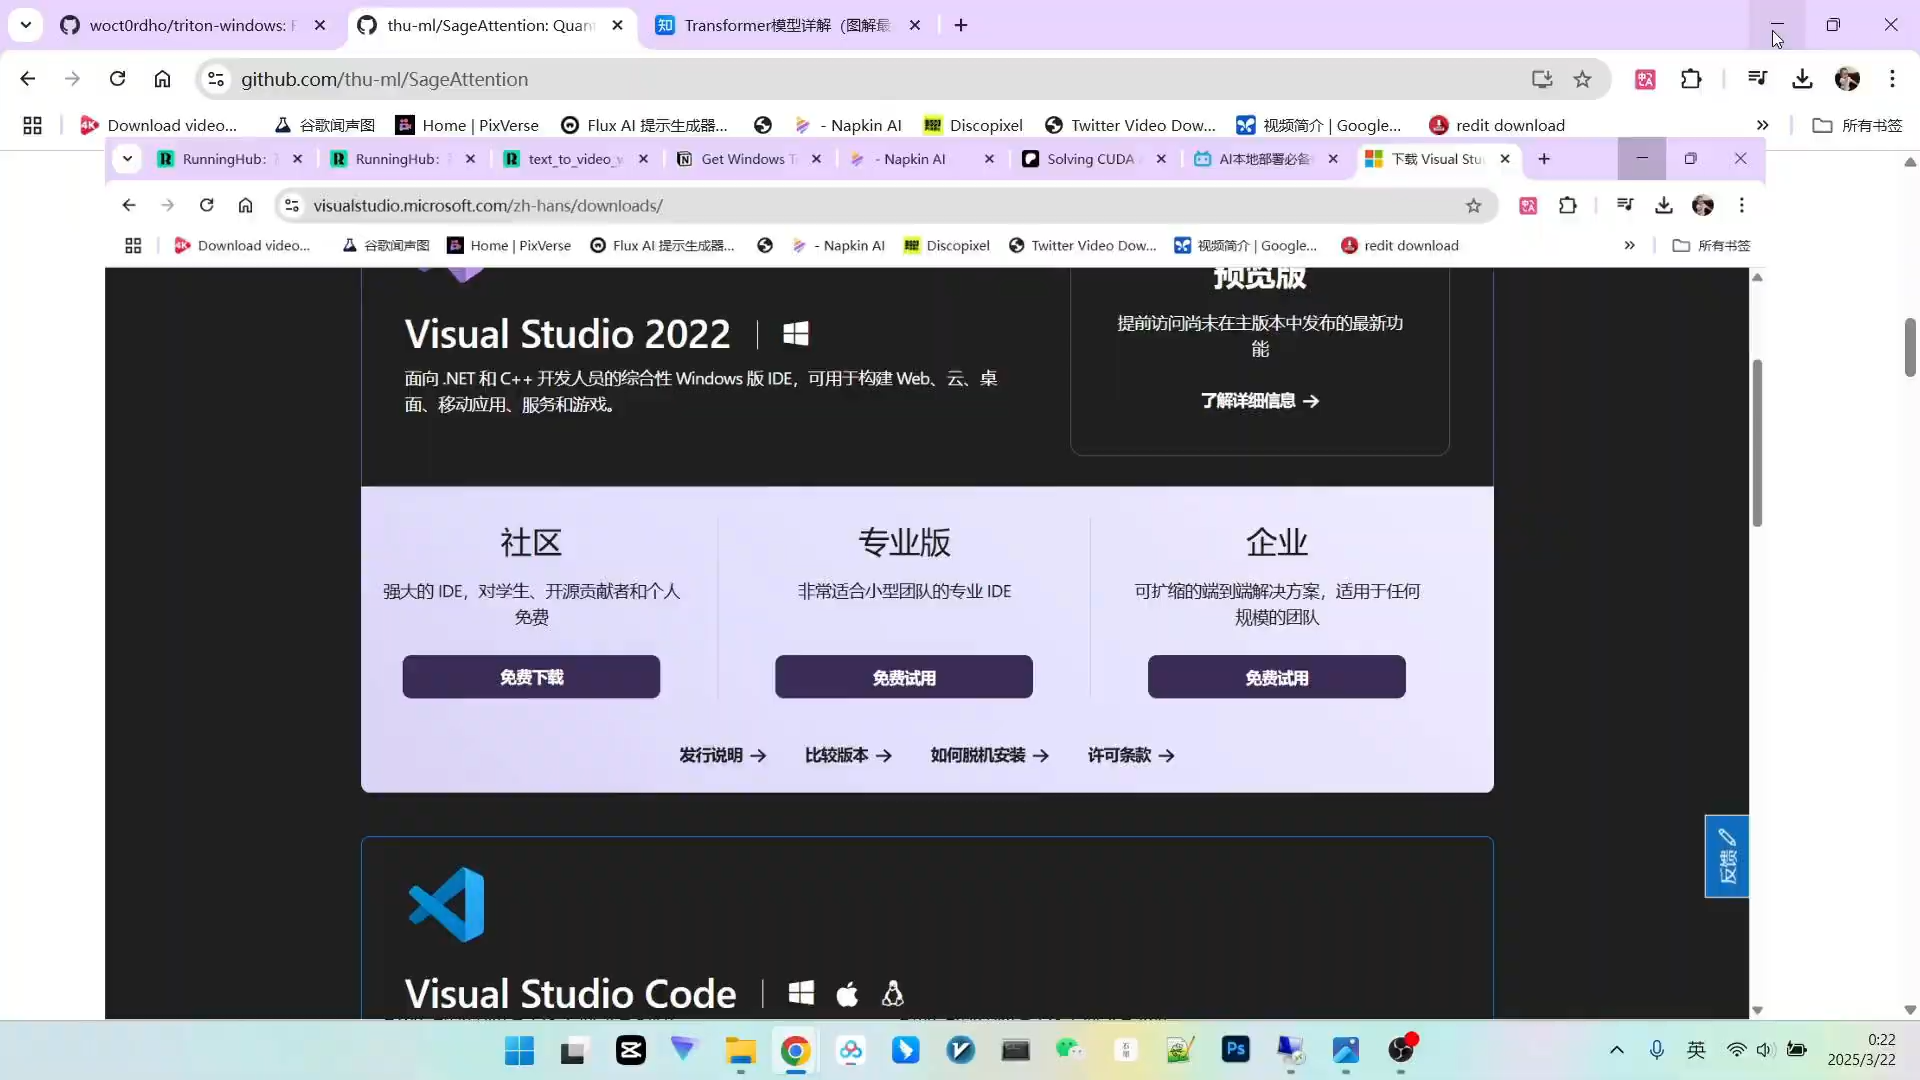 woct0rdho/triton-windows: F
thu-ml/SageAttention: Quan
知 Transformer模型详解（图解最
github.com/thu-ml/SageAttention
Download video...
谷歌闻声图
Home | PixVerse
Flux AI 提示生成器...
- Napkin AI
Discopixel
Twitter Video Dow...
视频简介 | Google...
redit download
所有书签
RunningHub:
RunningHub:
text_to_video_
Get Windows T
- Napkin AI
Solving CUDA
AI本地部署必备
下载 Visual Stu
visualstudio.microsoft.com/zh-hans/downloads/
Download video...
谷歌闻声图
Home | PixVerse
Flux AI 提示生成器...
- Napkin AI
Discopixel
Twitter Video Dow...
视频简介 | Google...
redit download
所有书签
预览版
提前访问尚未在主版本中发布的最新功
能
了解详细信息
Visual Studio 2022
面向 .NET 和 C++ 开发人员的综合性 Windows 版 IDE，可用于构建 Web、云、桌
面、移动应用、服务和游戏。
社区
强大的 IDE，对学生、开源贡献者和个人
免费
免费下载
专业版
非常适合小型团队的专业 IDE
免费试用
企业
可扩缩的端到端解决方案，适用于任何
规模的团队
免费试用
发行说明
比较版本
如何脱机安装
许可条款
反馈
Visual Studio Code
Ps
英
0:22
2025/3/22